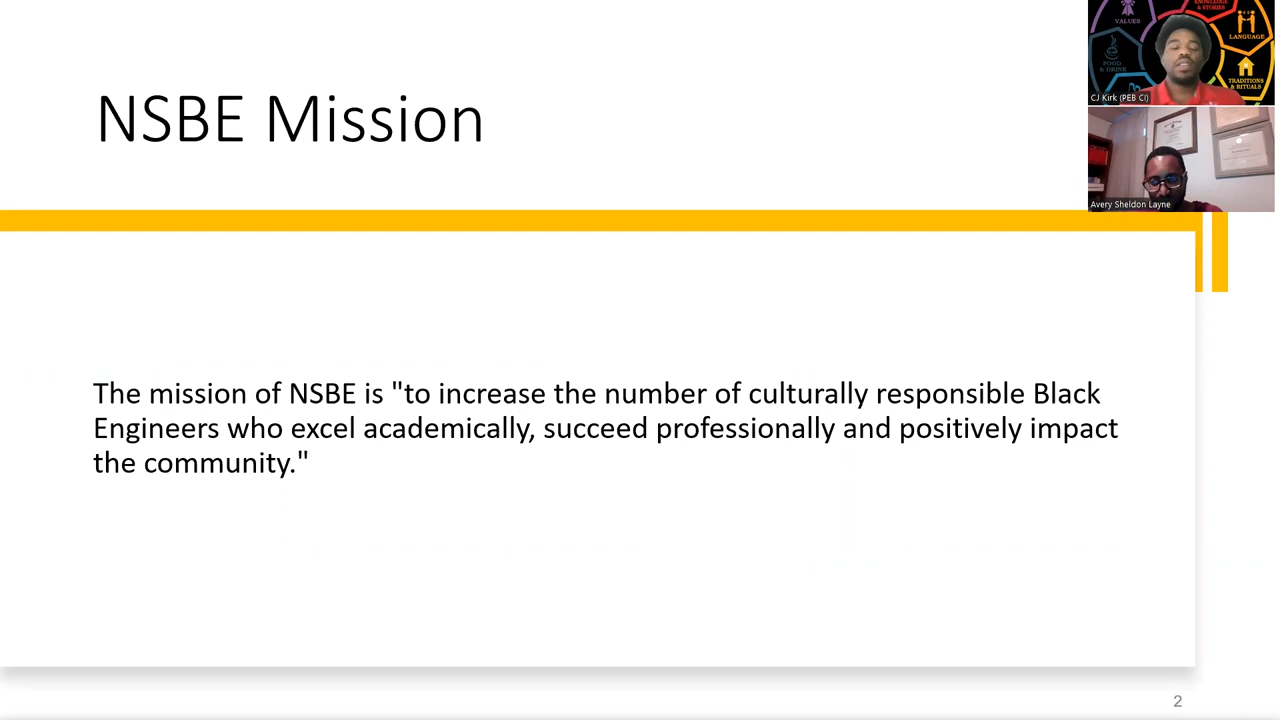 NSBE Mission
VALUES
KNOWLEDGE
& STORIES
LANGUAGE
FOOD
& DRINK
TRADITIONS
& RITUALS
CJ Kirk (PEB CI)
Avery Sheldon Layne
The mission of NSBE is "to increase the number of culturally responsible Black
Engineers who excel academically, succeed professionally and positively impact
the community."
2